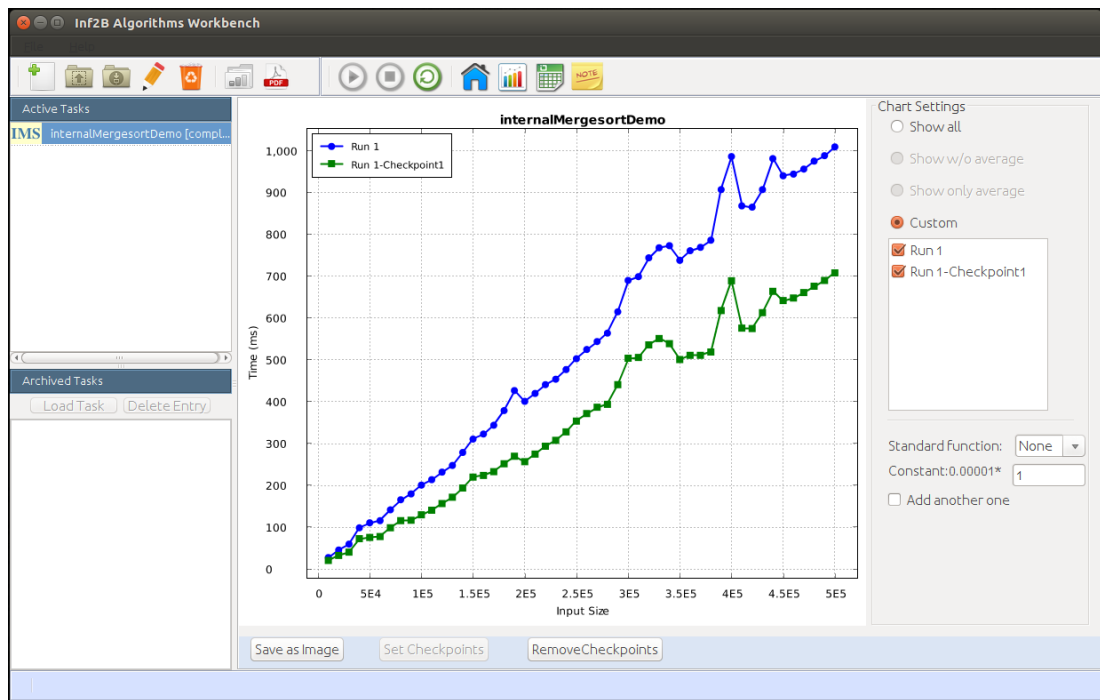 Inf2B Algorithms Workbench
File Help
PDF
NOTE
Active Tasks
IMS internalMergesortDemo [compl...
Archived Tasks
Load Task Delete Entry
internalMergesortDemo
Run 1
Run 1-Checkpoint1
1,000
900
800
700
600
500
400
300
200
100
0
Time (ms)
0 5E4 1E5 1.5E5 2E5 2.5E5 3E5 3.5E5 4E5 4.5E5 5E5
Input Size
Save as Image Set Checkpoints RemoveCheckpoints
Chart Settings
Show all
Show w/o average
Show only average
Custom
Run 1
Run 1-Checkpoint1
Standard function: None
Constant:0.00001* 1
Add another one